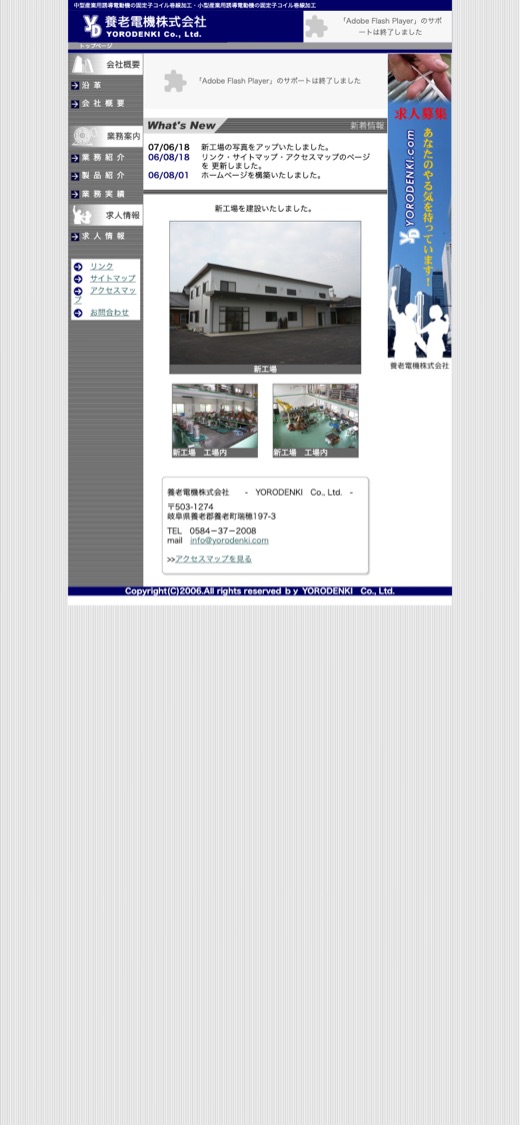 中型産業用誘導電動機の固定子コイル巻線加工・小型産業用誘導電動機の固定子コイル巻線加工
養老電機株式会社
YORODENKI Co., Ltd.
「Adobe Flash Player」のサポ
ートは終了しました
トップページ
会社概要
沿革
会社概要
業務案内
業務紹介
製品紹介
業務実績
求人情報
求人情報
リンク
サイトマップ
アクセスマッ
プ
お問合わせ
「Adobe Flash Player」のサポートは終了しました
What's New 新着情報
07/06/18 新工場の写真をアップいたしました。
06/08/18 リンク・サイトマップ・アクセスマップのページ
を 更新しました。
06/08/01 ホームページを構築いたしました。
新工場を建設いたしました。
新工場
新工場 工場内
新工場 工場内
養老電機株式会社 - YORODENKI Co., Ltd. -
〒503-1274
岐阜県養老郡養老町瑞穂197-3
TEL 0584ー37ー2008
mail info@yorodenki.com
>>アクセスマップを見る
求人募集
あなたのやる気を持っています!
YD YORODENKI.com
養老電機株式会社
Copyright(C)2006.All rights reserved b y YORODENKI Co., Ltd.